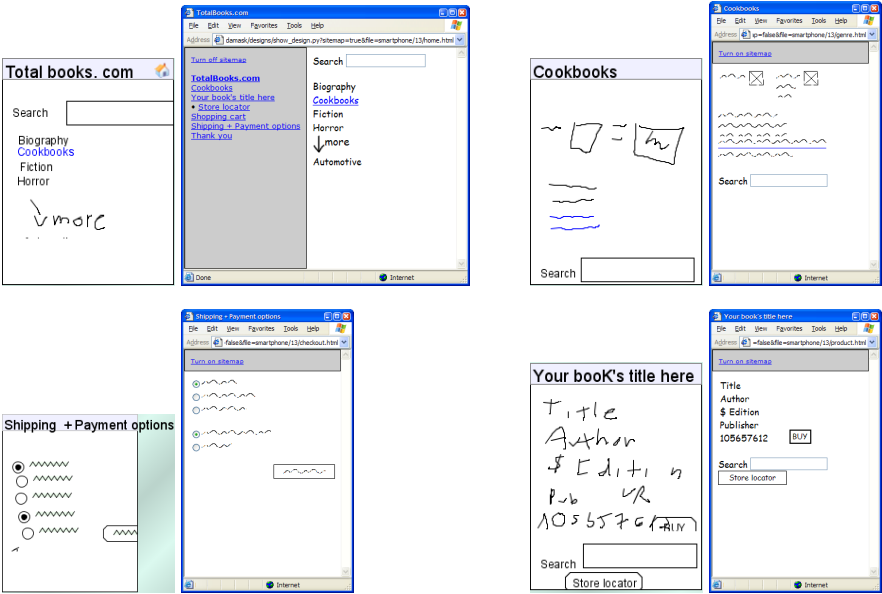 Total books. com
Search
Biography
Cookbooks
Fiction
Horror
more
TotalBooks.com
File Edit View Favorites Tools Help
Address damask/designs/show_design.py?sitemap=true&file=smartphone/13/home.html
Turn off sitemap
TotalBooks.com
Cookbooks
Your book's title here
• Store locator
Shopping cart
Shipping + Payment options
Thank you
Search
Biography
Cookbooks
Fiction
Horror
more
Automotive
Done Internet
Cookbooks
Search
Cookbooks
File Edit View Favorites Tools Help
Address ip=false&file=smartphone/13/genre.html
Turn on sitemap
Search
Internet
Shipping + Payment options
Shipping + Payment options
File Edit View Favorites Tools Help
Address -false&file=smartphone/13/checkout.html
Turn on sitemap
Internet
Your booK's title here
Title
Author
$ Edition
Pub
BUY
Search
Store locator
Your book's title here
File Edit View Favorites Tools Help
Address =false&file=smartphone/13/product.html
Turn on sitemap
Title
Author
$ Edition
Publisher
105657612 BUY
Search
Store locator
Internet